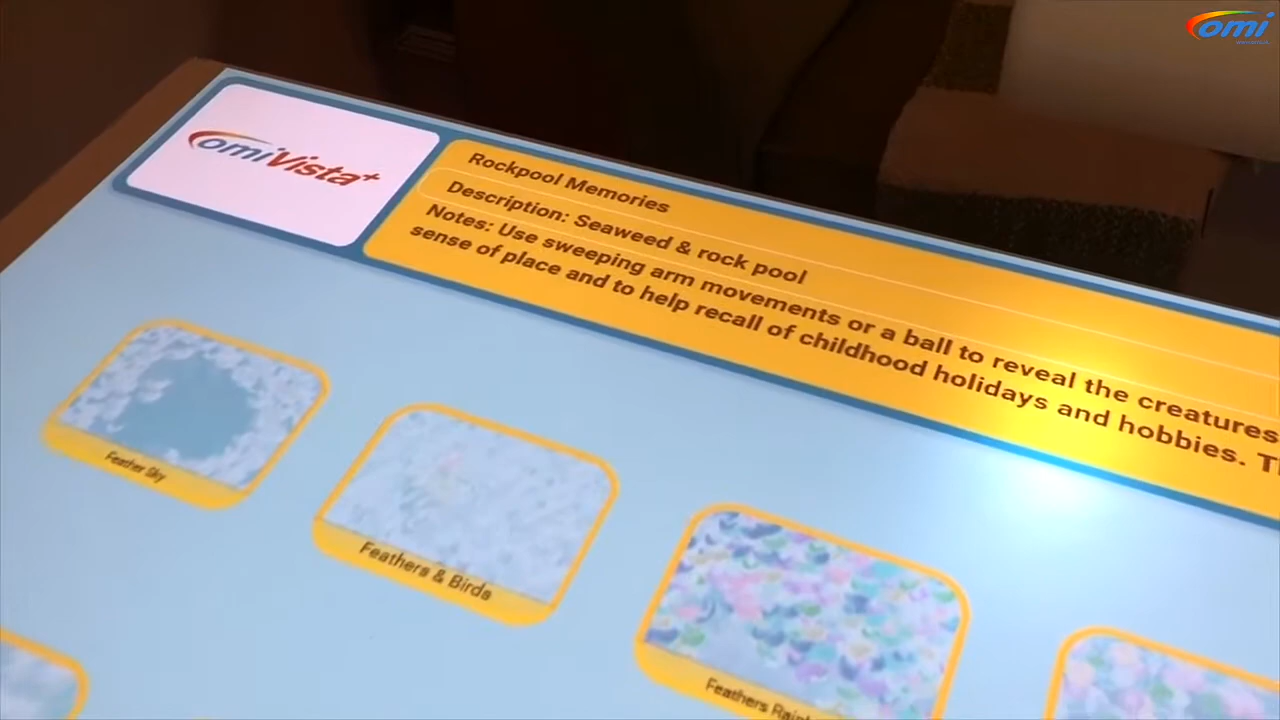 omi
omiVista+
Rockpool Memories
Description: Seaweed & rock pool
Notes: Use sweeping arm movements or a ball to reveal the creatures
sense of place and to help recall of childhood holidays and hobbies.
Feather Sky
Feathers & Birds
Feathers